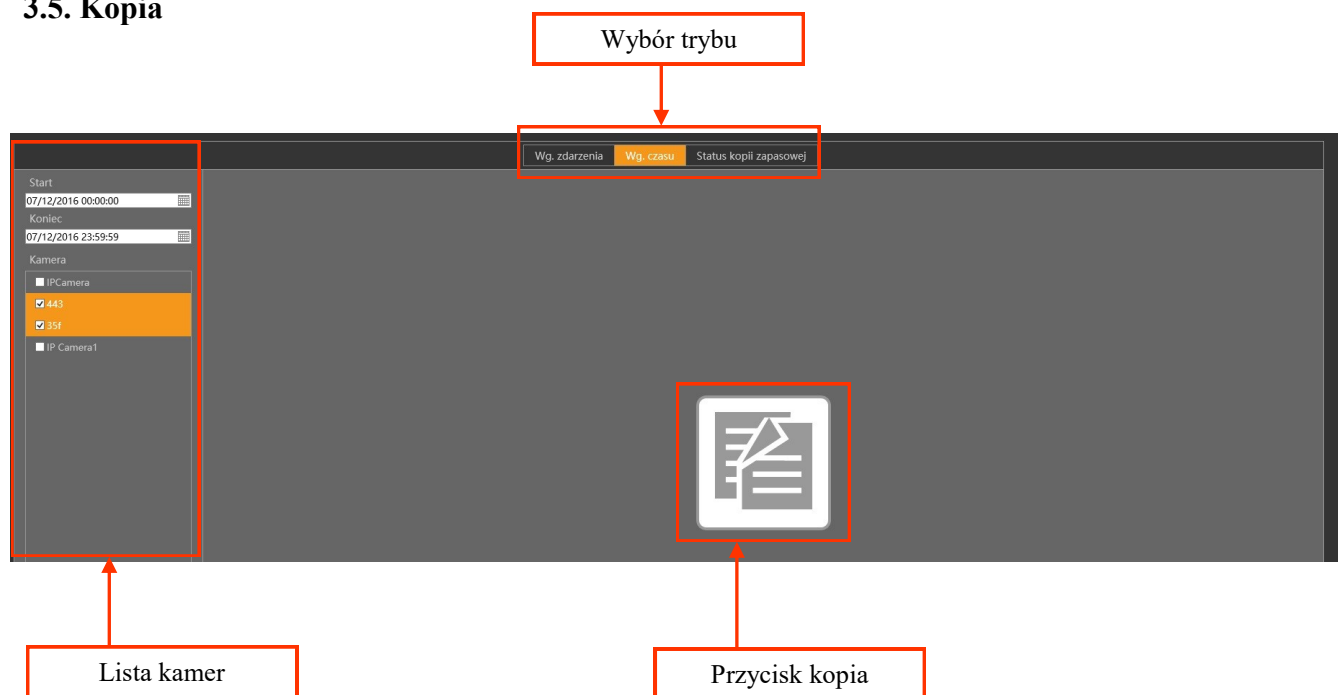 3.5. Kopia
Wybór trybu
Wg. zdarzenia Wg. czasu Status kopii zapasowej
Start
07/12/2016 00:00:00
Koniec
07/12/2016 23:59:59
Kamera
IPCamera
443
35f
IP Camera1
Lista kamer
Przycisk kopia